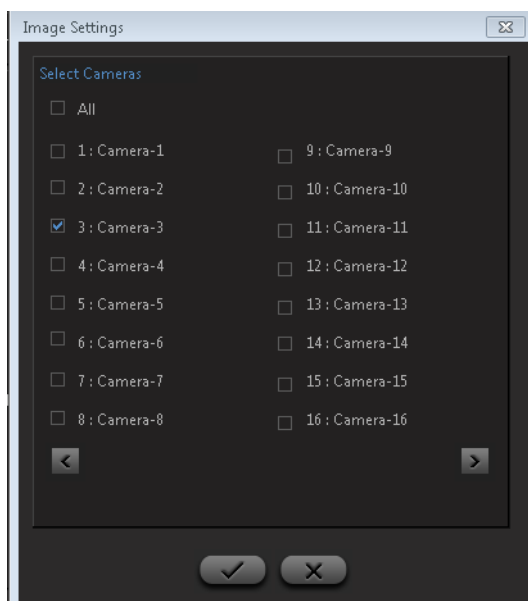 Image Settings
Select Cameras
All
1 : Camera-1
2 : Camera-2
3 : Camera-3
4 : Camera-4
5 : Camera-5
6 : Camera-6
7 : Camera-7
8 : Camera-8
9 : Camera-9
10 : Camera-10
11 : Camera-11
12 : Camera-12
13 : Camera-13
14 : Camera-14
15 : Camera-15
16 : Camera-16